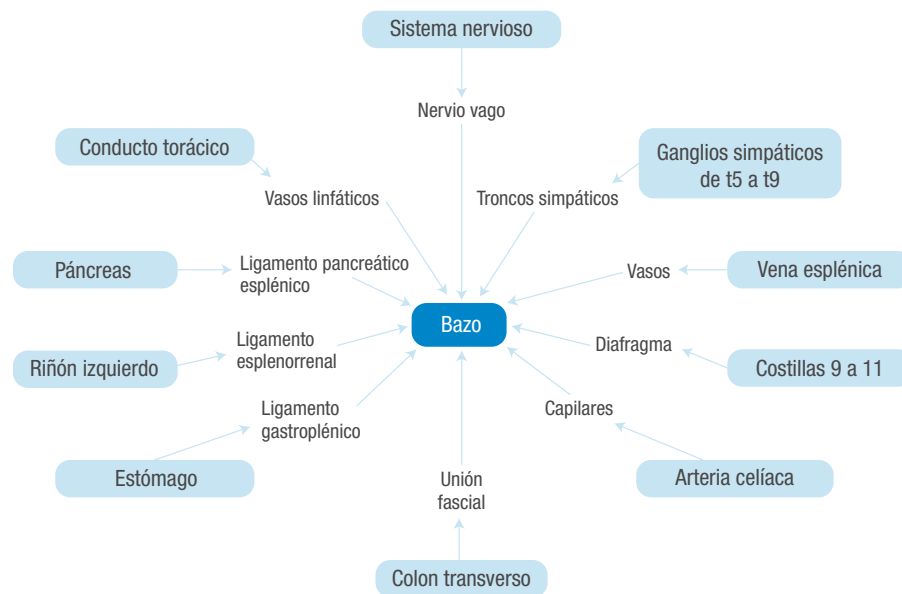 Sistema nervioso
Nervio vago
Conducto torácico
Ganglios simpáticos
de t5 a t9
Vasos linfáticos
Troncos simpáticos
Páncreas
Ligamento pancreático
esplénico
Vasos
Vena esplénica
Bazo
Riñón izquierdo
Ligamento
esplenorrenal
Diafragma
Costillas 9 a 11
Ligamento
gastroplénico
Capilares
Estómago
Unión
fascial
Arteria celíaca
Colon transverso